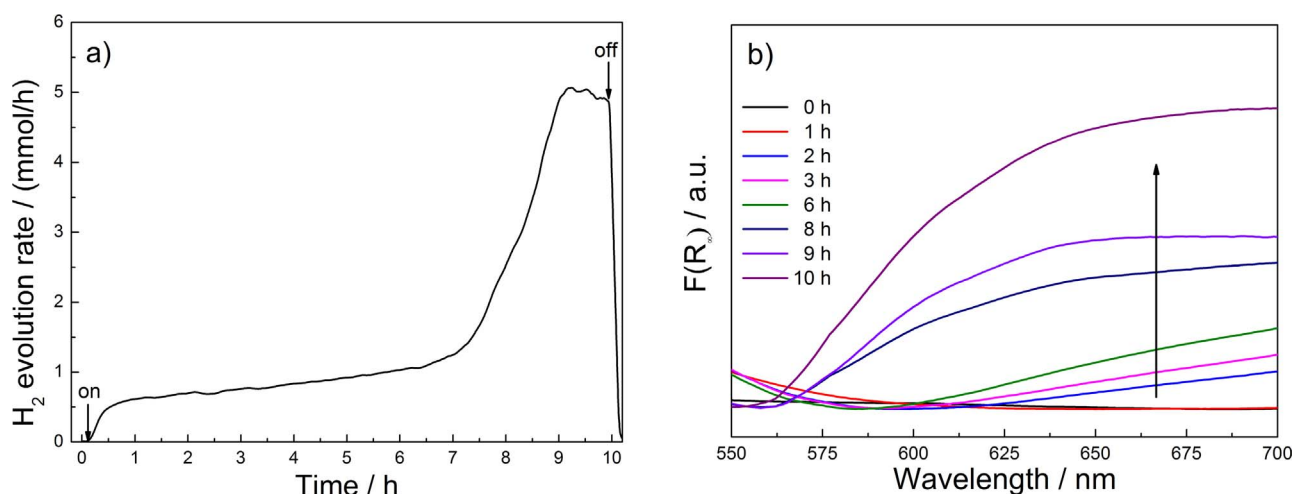 a)
H₂ evolution rate / (mmol/h)
6
5
4
3
2
1
0
on
off
0 1 2 3 4 5 6 7 8 9 10
Time / h
b)
F(R∞) / a.u.
0 h
1 h
2 h
3 h
6 h
8 h
9 h
10 h
550 575 600 625 650 675 700
Wavelength / nm